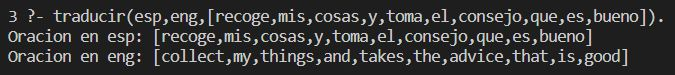 3 ?- traducir(esp,eng,[recoge,mis,cosas,y,toma,el,consejo,que,es,bueno]).
Oracion en esp: [recoge,mis,cosas,y,toma,el,consejo,que,es,bueno]
Oracion en eng: [collect,my,things,and,takes,the,advice,that,is,good]